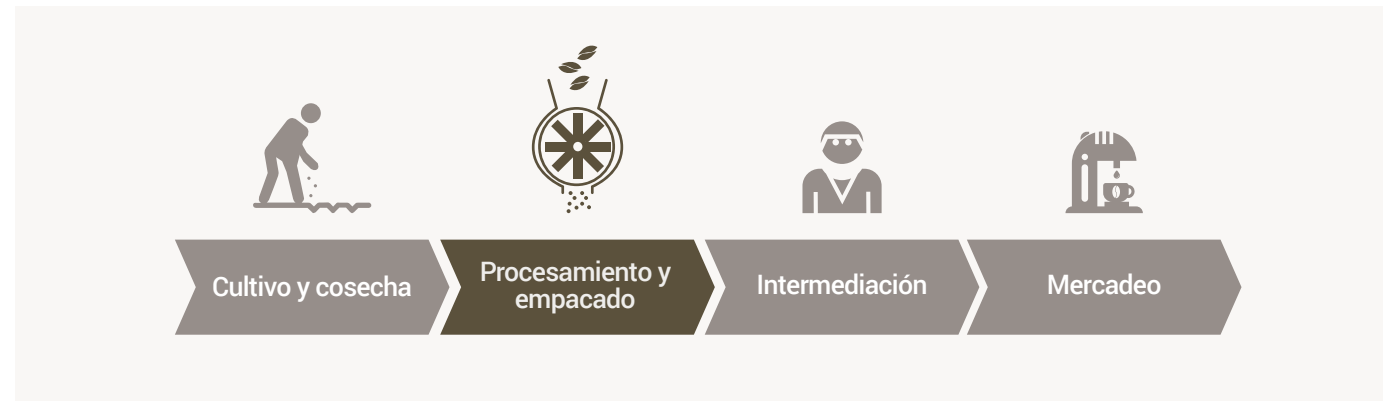 Cultivo y cosecha
Procesamiento y
empacado
Intermediación
Mercadeo